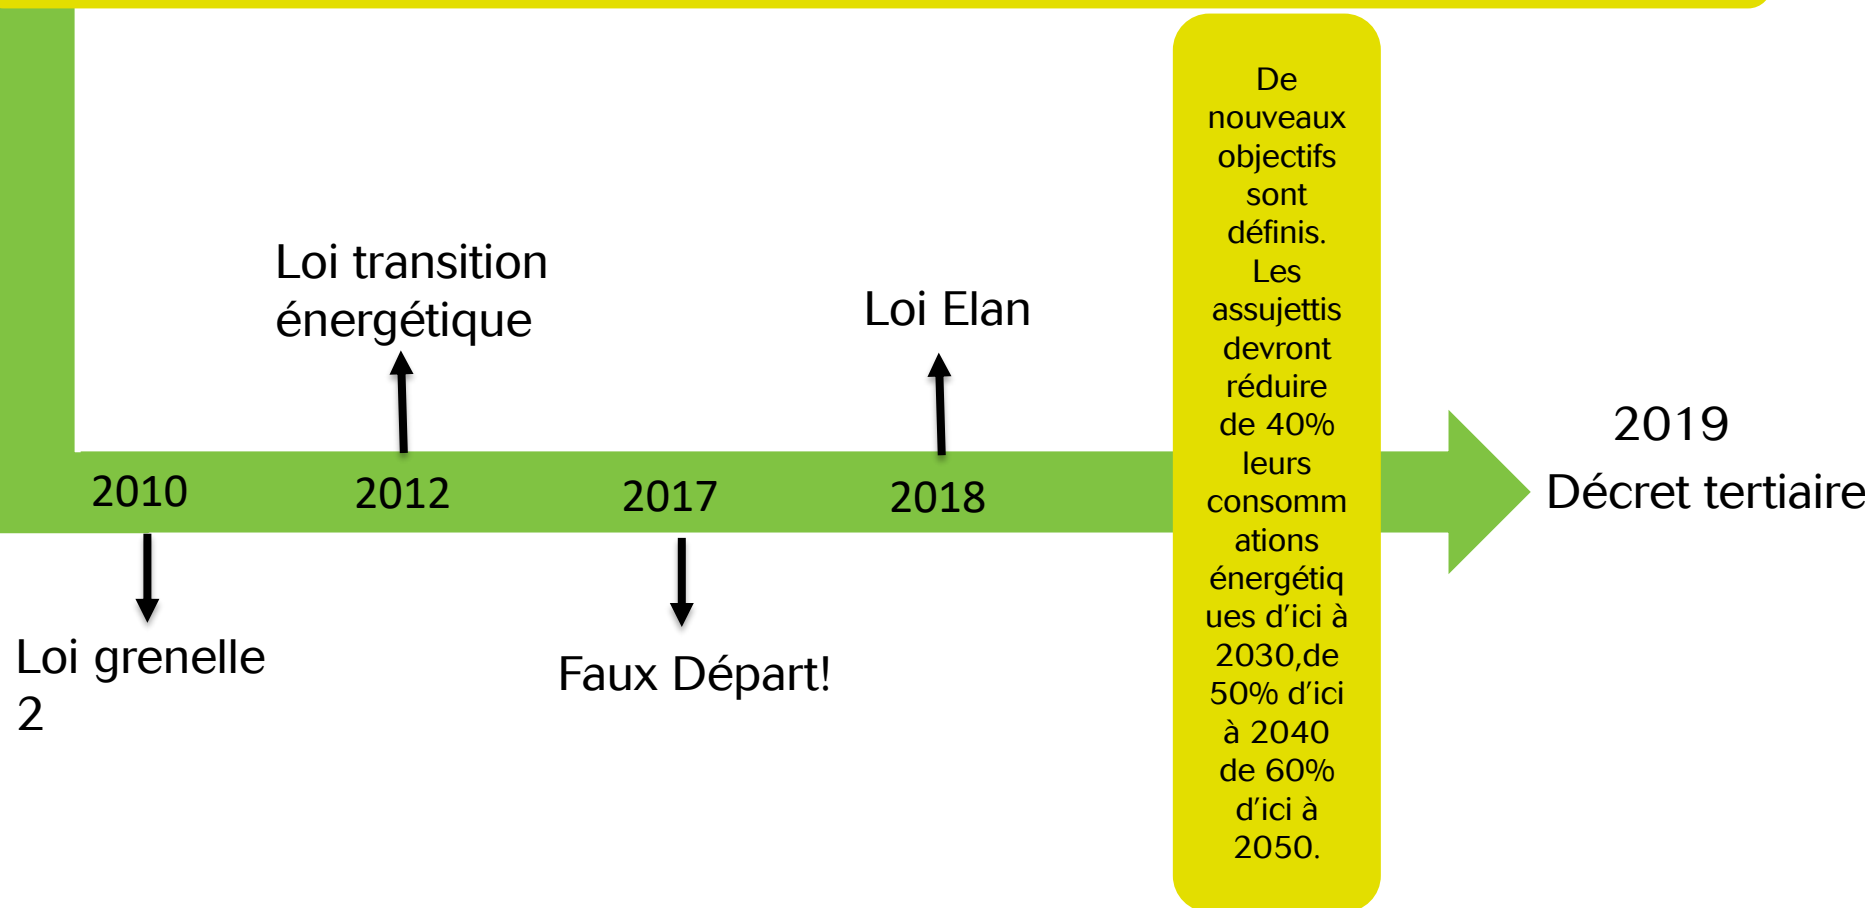 Loi transition
énergétique
Loi Elan
2010
2012
2017
2018
Loi grenelle
2
Faux Départ!
De
nouveaux
objectifs
sont
définis.
Les
assujettis
devront
réduire
de 40%
leurs
consomm
ations
énergétiq
ues d’ici à
2030,de
50% d’ici
à 2040
de 60%
d’ici à
2050.
2019
Décret tertiaire